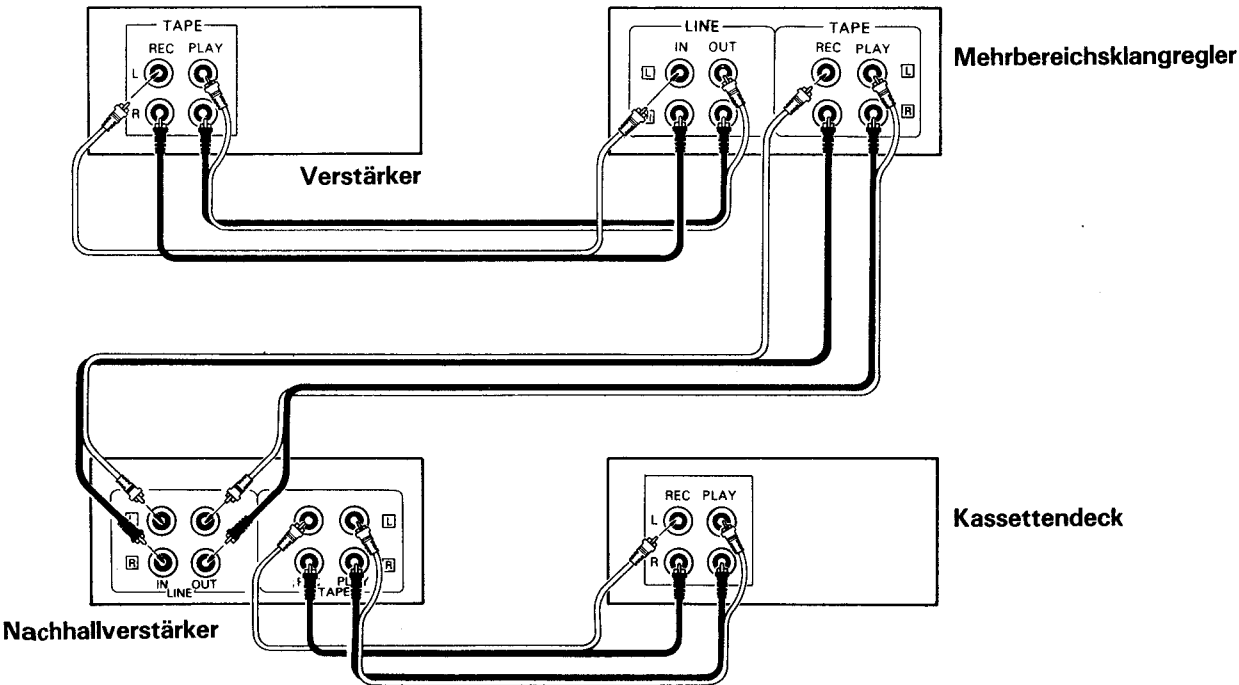 TAPE
REC PLAY
L
R
Verstärker
LINE TAPE
IN OUT REC PLAY
L L
R
Mehrbereichsklangregler
L L
R R
IN OUT PLAY
LINE TAPE
Nachhallverstärker
REC PLAY
L
R
Kassettendeck